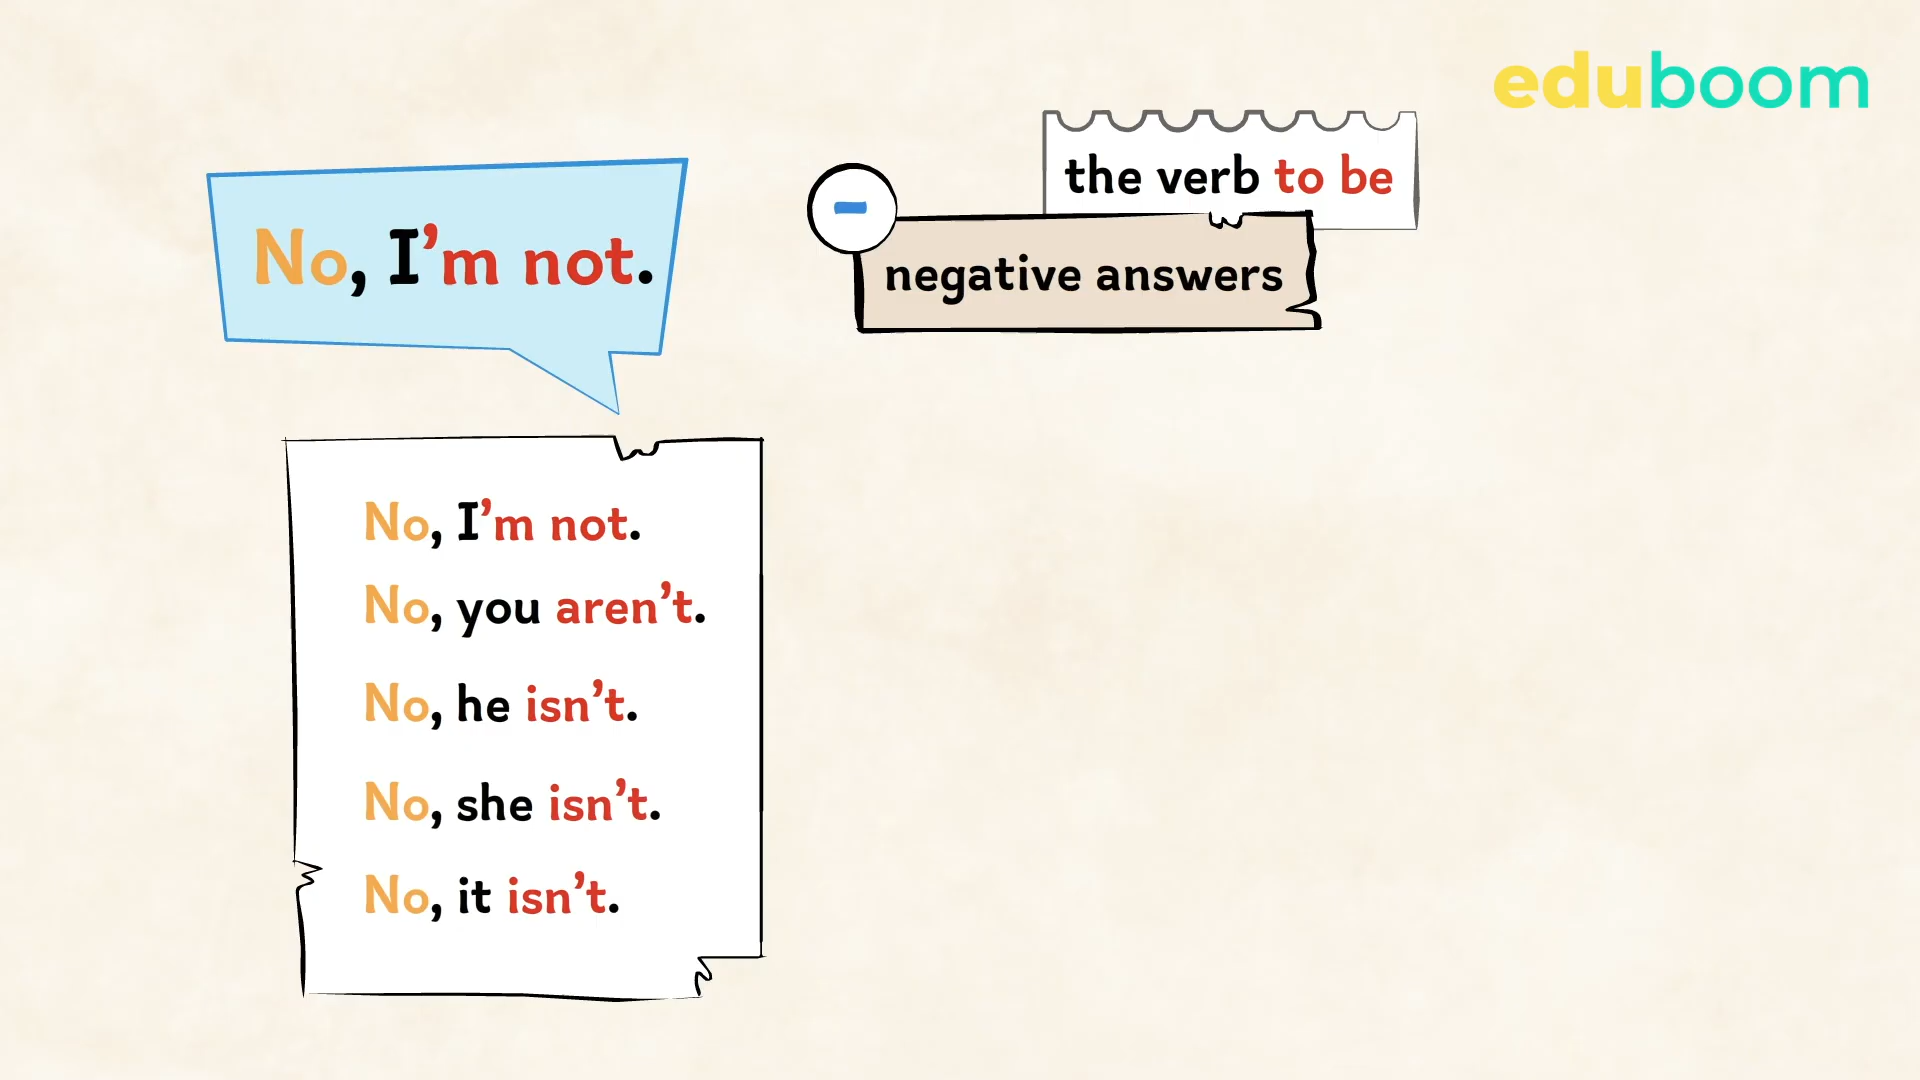 eduboom
the verb to be
-
negative answers
No, I’m not.
No, I’m not.
No, you aren’t.
No, he isn’t.
No, she isn’t.
No, it isn’t.